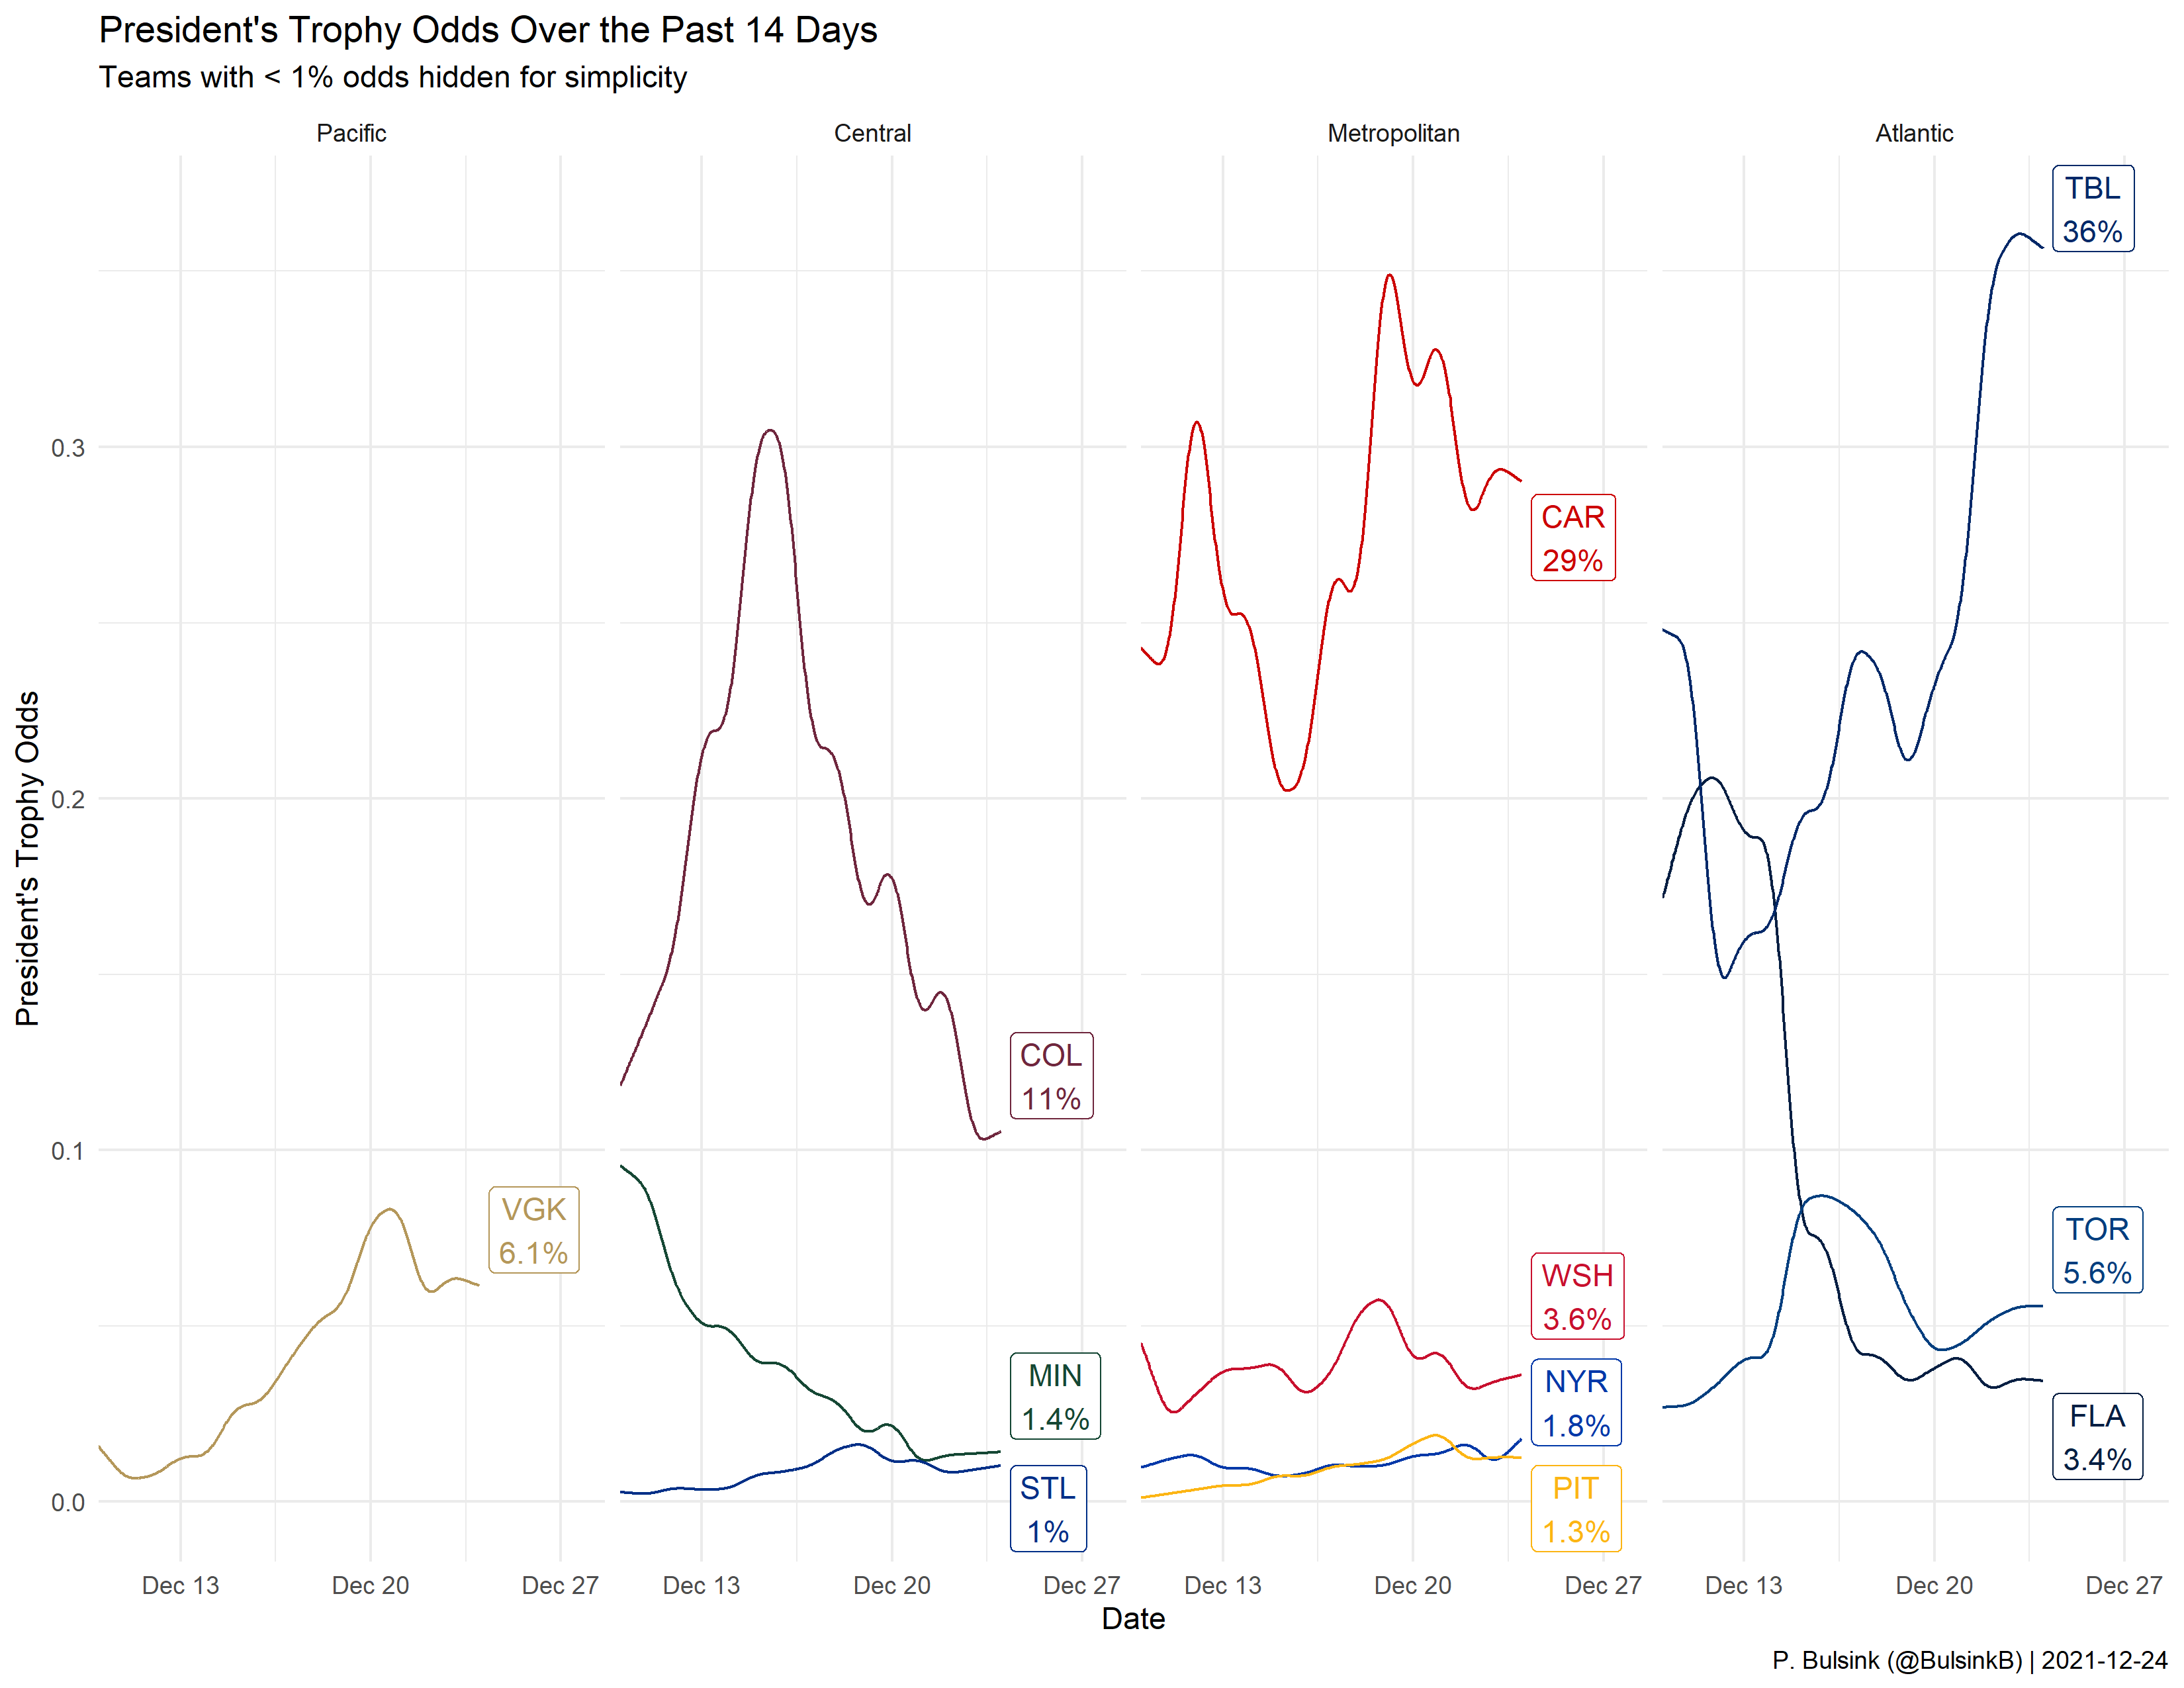 President's Trophy Odds Over the Past 14 Days
Teams with < 1% odds hidden for simplicity
Pacific
Central
Metropolitan
Atlantic
President's Trophy Odds
0.3
0.2
0.1
0.0
VGK
6.1%
COL
11%
MIN
1.4%
STL
1%
CAR
29%
WSH
3.6%
NYR
1.8%
PIT
1.3%
TBL
36%
TOR
5.6%
FLA
3.4%
Dec 13 Dec 20 Dec 27
Dec 13 Dec 20 Dec 27
Dec 13 Dec 20 Dec 27
Dec 13 Dec 20 Dec 27
Date
P. Bulsink (@BulsinkB) | 2021-12-24